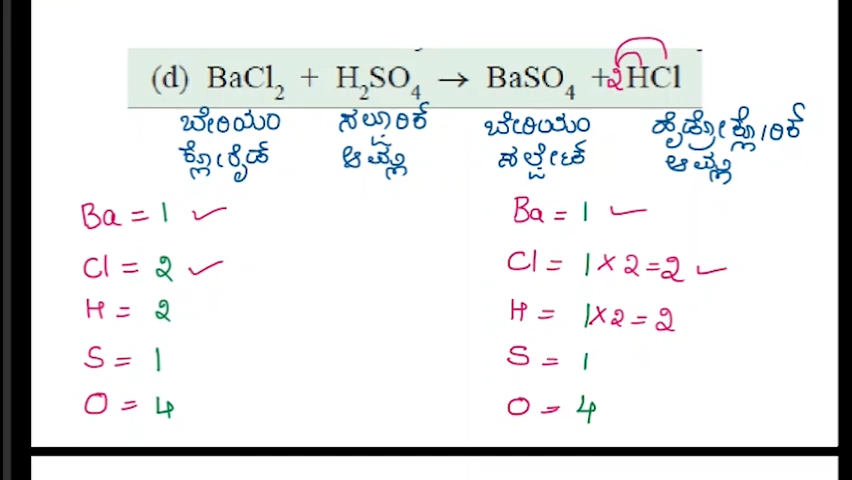 (d) BaCl₂ + H₂SO₄ → BaSO₄ + 2HCl
ಬೇರಿಯಂ ಸಲ್ಫ್ಯೂರಿಕ್ ಬೇರಿಯಂ ಹೈಡ್ರೋಕ್ಲೋರಿಕ್
ಕ್ಲೋರೈಡ್ ಆಮ್ಲ ಸಲ್ಫೇಟ್ ಆಮ್ಲ
Ba = 1 ✓ Ba = 1 ✓
Cl = 2 ✓ Cl = 1 × 2 = 2 ✓
H = 2 H = 1 × 2 = 2
S = 1 S = 1
O = 4 O = 4